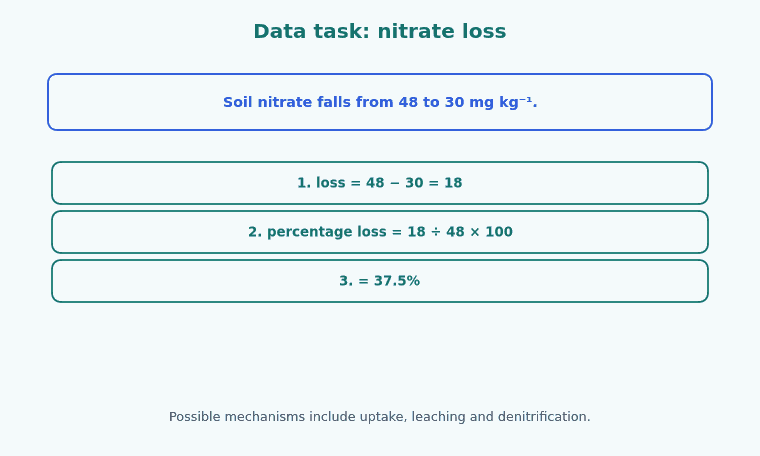 Data task: nitrate loss
Soil nitrate falls from 48 to 30 mg kg⁻¹.
1. loss = 48 − 30 = 18
2. percentage loss = 18 ÷ 48 × 100
3. = 37.5%
Possible mechanisms include uptake, leaching and denitrification.